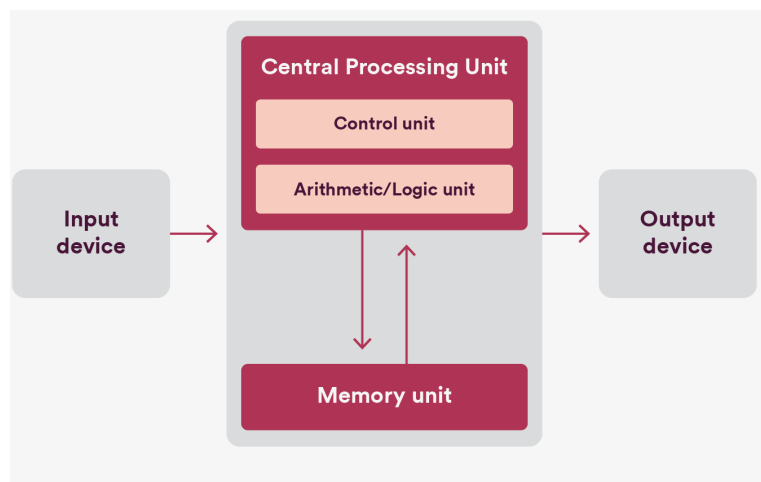 Central Processing Unit
Control unit
Arithmetic/Logic unit
Input
device
Output
device
Memory unit